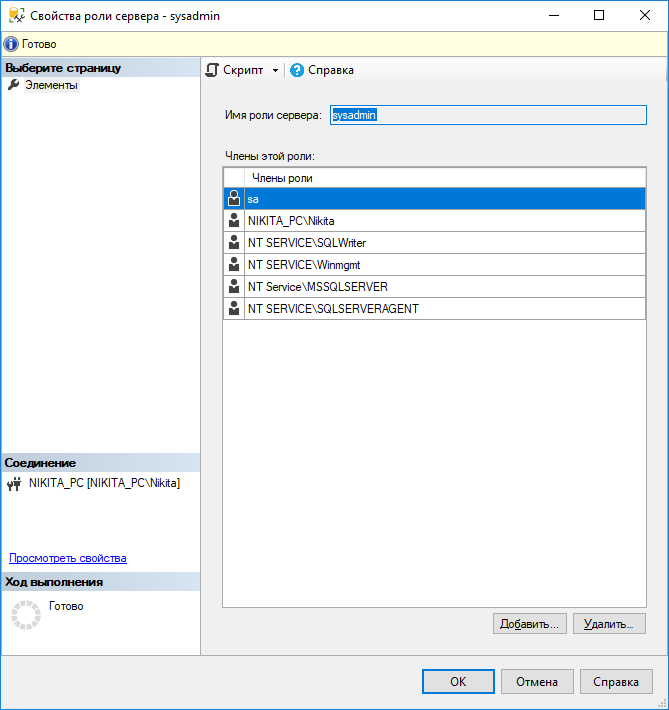 Свойства роли сервера - sysadmin
Готово
Выберите страницу
Элементы
Скрипт
Справка
Имя роли сервера: sysadmin
Члены этой роли:
Члены роли
sa
NIKITA_PC\Nikita
NT SERVICE\SQLWriter
NT SERVICE\Winmgmt
NT Service\MSSQLSERVER
NT SERVICE\SQLSERVERAGENT
Соединение
NIKITA_PC [NIKITA_PC\Nikita]
Просмотреть свойства
Ход выполнения
Готово
Добавить... Удалить...
OK Отмена Справка